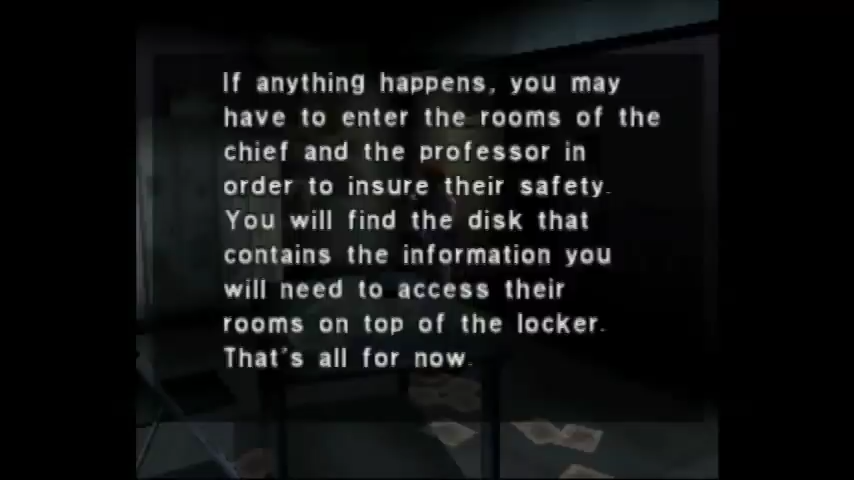 If anything happens, you may
have to enter the rooms of the
chief and the professor in
order to insure their safety.
You will find the disk that
contains the information you
will need to access their
rooms on top of the locker.
That's all for now.